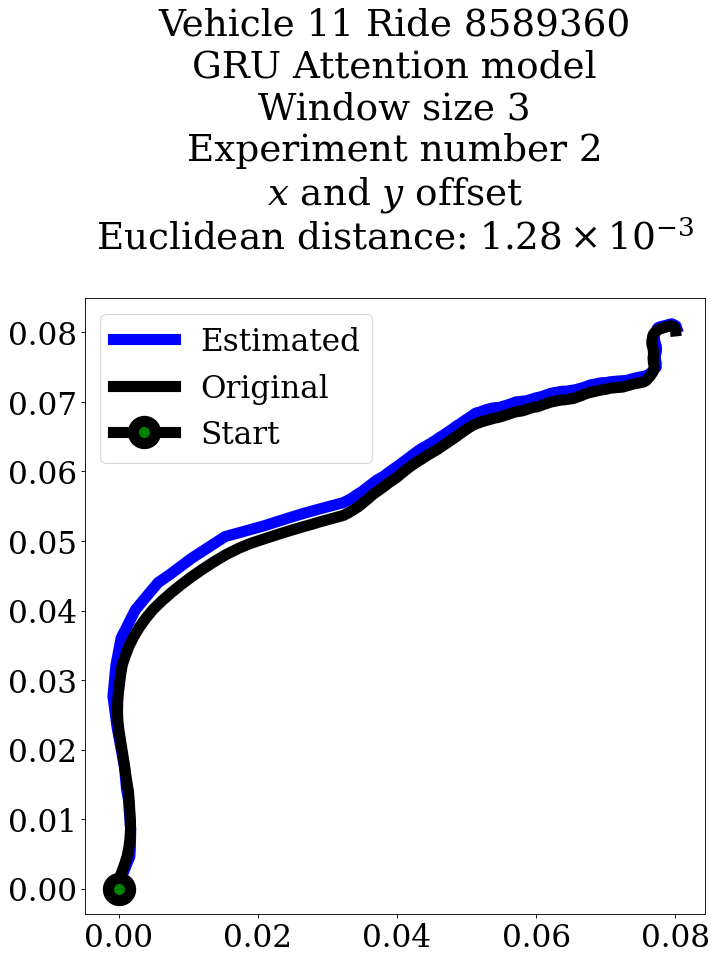 Vehicle 11 Ride 8589360
GRU Attention model
Window size 3
Experiment number 2
x and y offset
Euclidean distance: 1.28 × 10⁻³
Estimated
Original
Start
0.08
0.07
0.06
0.05
0.04
0.03
0.02
0.01
0.00
0.00 0.02 0.04 0.06 0.08